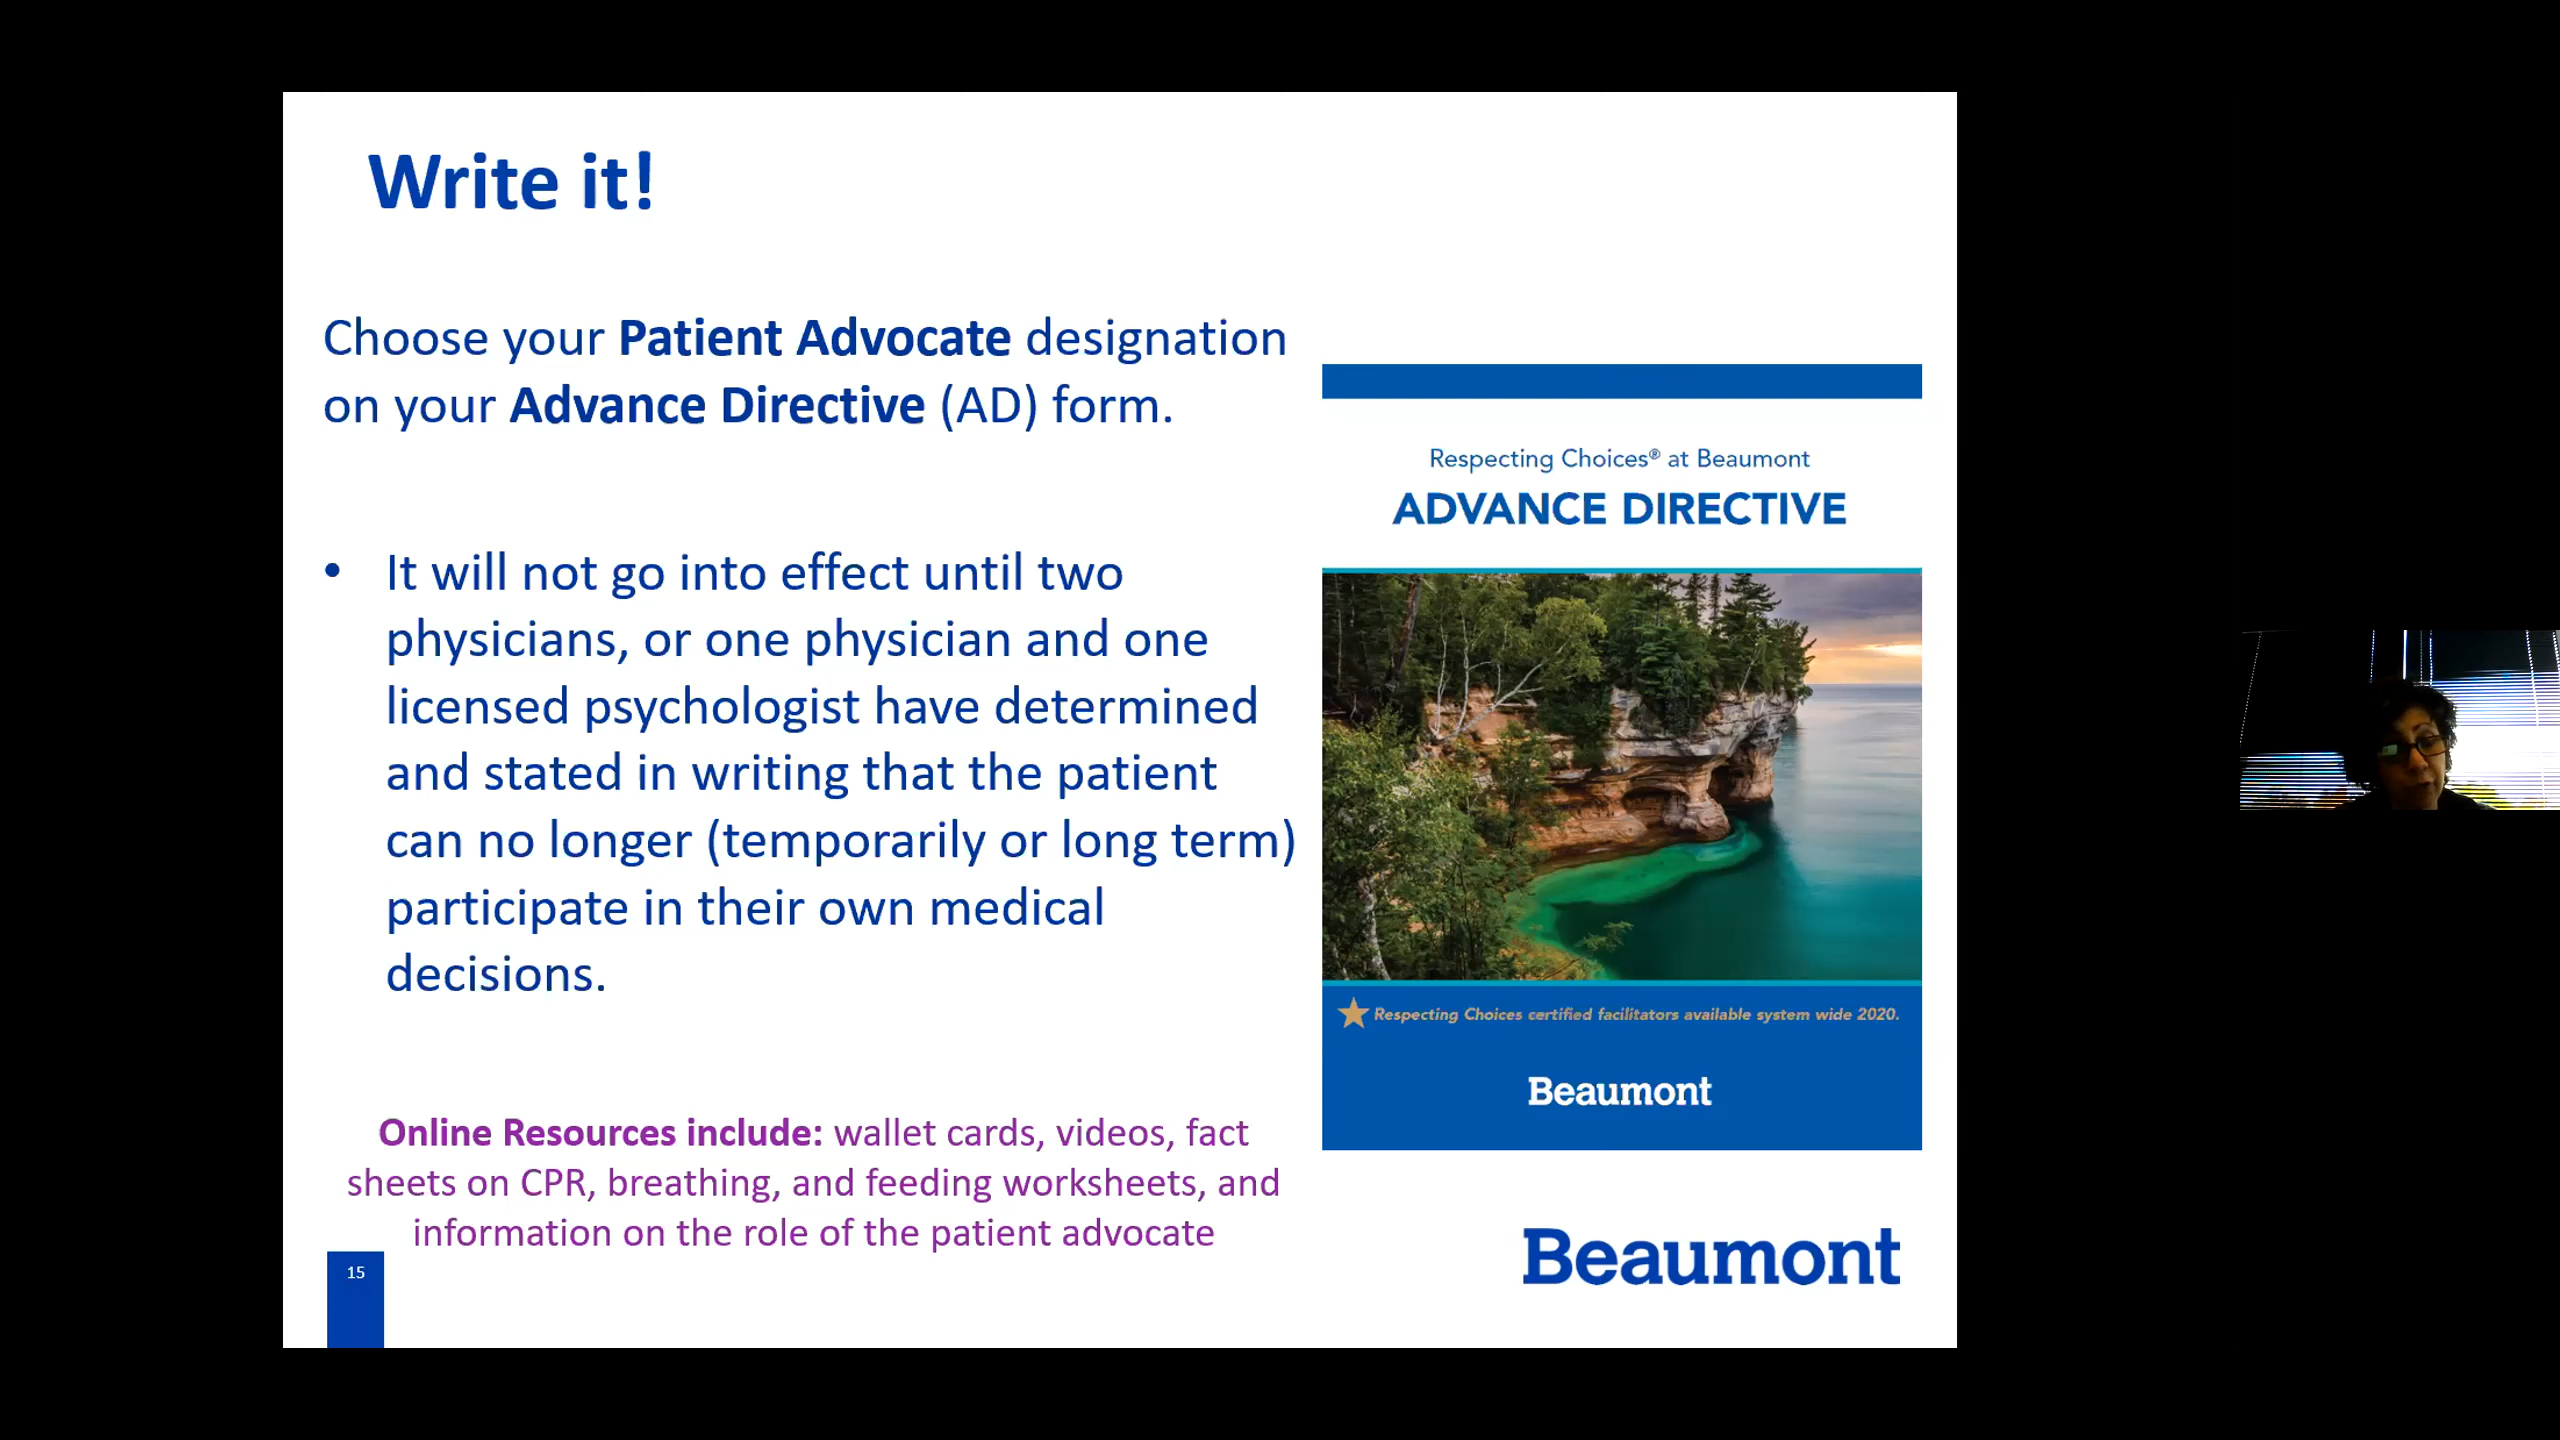 Write it!
Choose your Patient Advocate designation
on your Advance Directive (AD) form.
• It will not go into effect until two
physicians, or one physician and one
licensed psychologist have determined
and stated in writing that the patient
can no longer (temporarily or long term)
participate in their own medical
decisions.
Online Resources include: wallet cards, videos, fact
sheets on CPR, breathing, and feeding worksheets, and
information on the role of the patient advocate
15
Respecting Choices® at Beaumont
ADVANCE DIRECTIVE
Respecting Choices certified facilitators available system wide 2020.
Beaumont
Beaumont